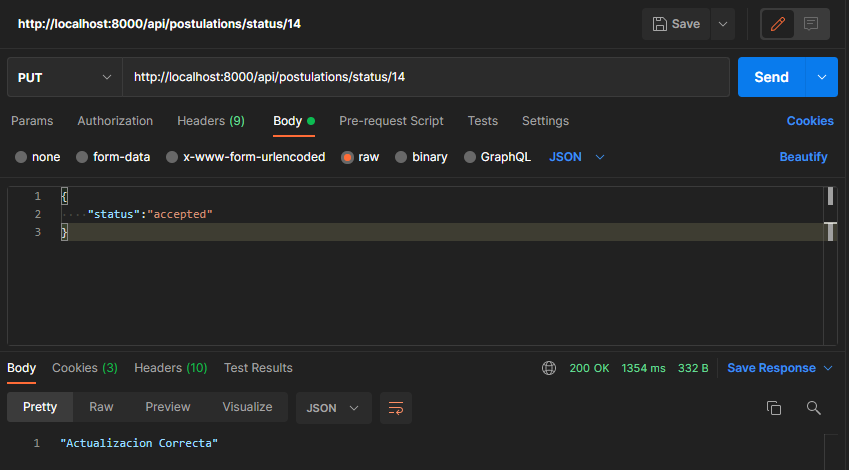 http://localhost:8000/api/postulations/status/14
Save
PUT
http://localhost:8000/api/postulations/status/14
Send
Params Authorization Headers (9) Body Pre-request Script Tests Settings Cookies
none form-data x-www-form-urlencoded raw binary GraphQL JSON Beautify
1 {
2 ····"status":"accepted"
3 }
Body Cookies (3) Headers (10) Test Results 200 OK 1354 ms 332 B Save Response
Pretty Raw Preview Visualize JSON
1 "Actualizacion Correcta"